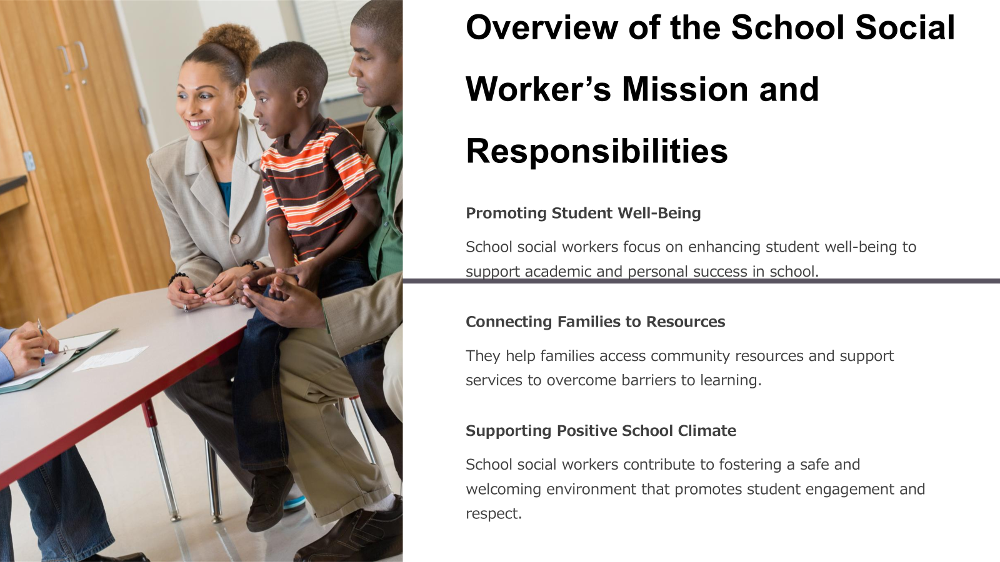 Overview of the School Social
Worker’s Mission and
Responsibilities
Promoting Student Well-Being
School social workers focus on enhancing student well-being to
support academic and personal success in school.
Connecting Families to Resources
They help families access community resources and support
services to overcome barriers to learning.
Supporting Positive School Climate
School social workers contribute to fostering a safe and
welcoming environment that promotes student engagement and
respect.